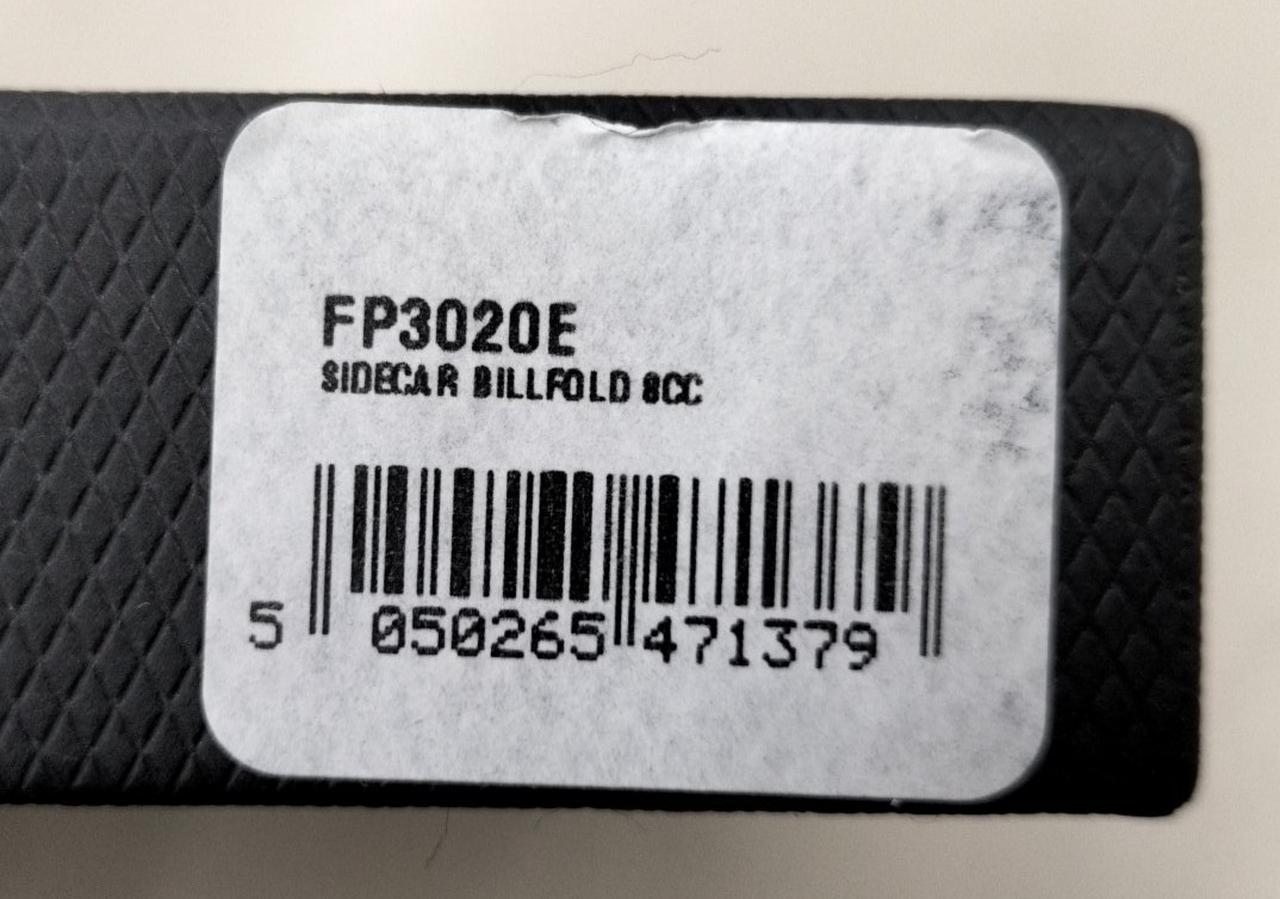 FP3020E
SIDECAR BILLFOLD 8CC
5 050265 471379